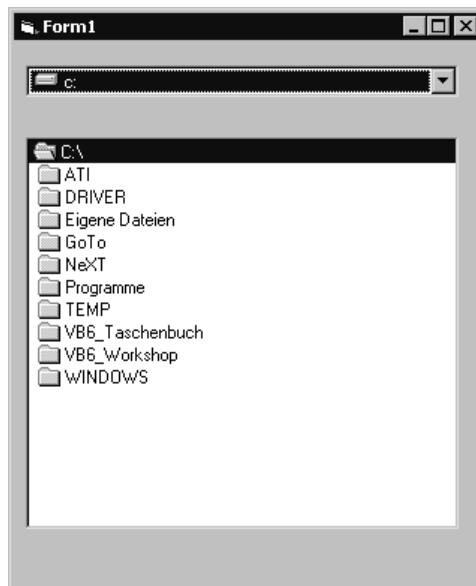 Form1
c:
C:\
ATI
DRIVER
Eigene Dateien
GoTo
NeXT
Programme
TEMP
VB6_Taschenbuch
VB6_Workshop
WINDOWS